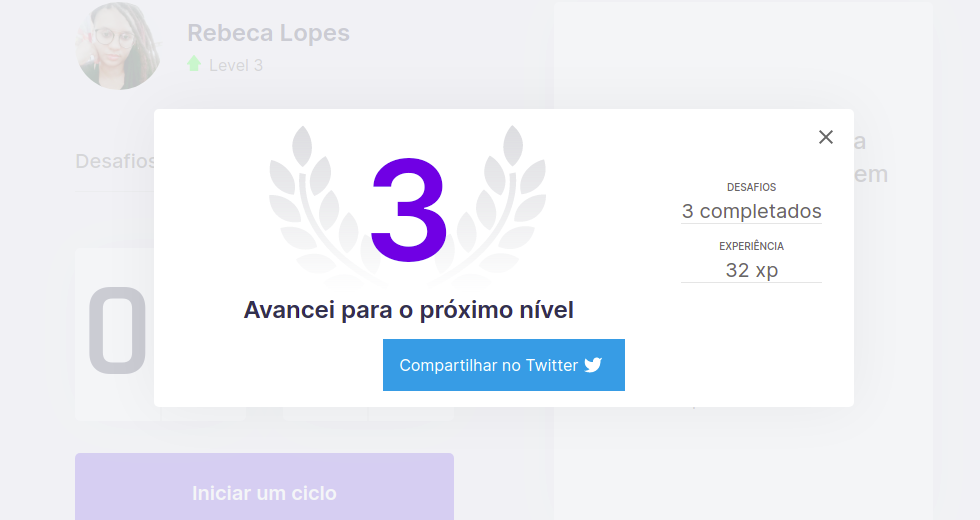 Rebeca Lopes
Level 3
Desafios
a
em
0
3
Avancei para o próximo nível
Compartilhar no Twitter
DESAFIOS
3 completados
EXPERIÊNCIA
32 xp
Iniciar um ciclo